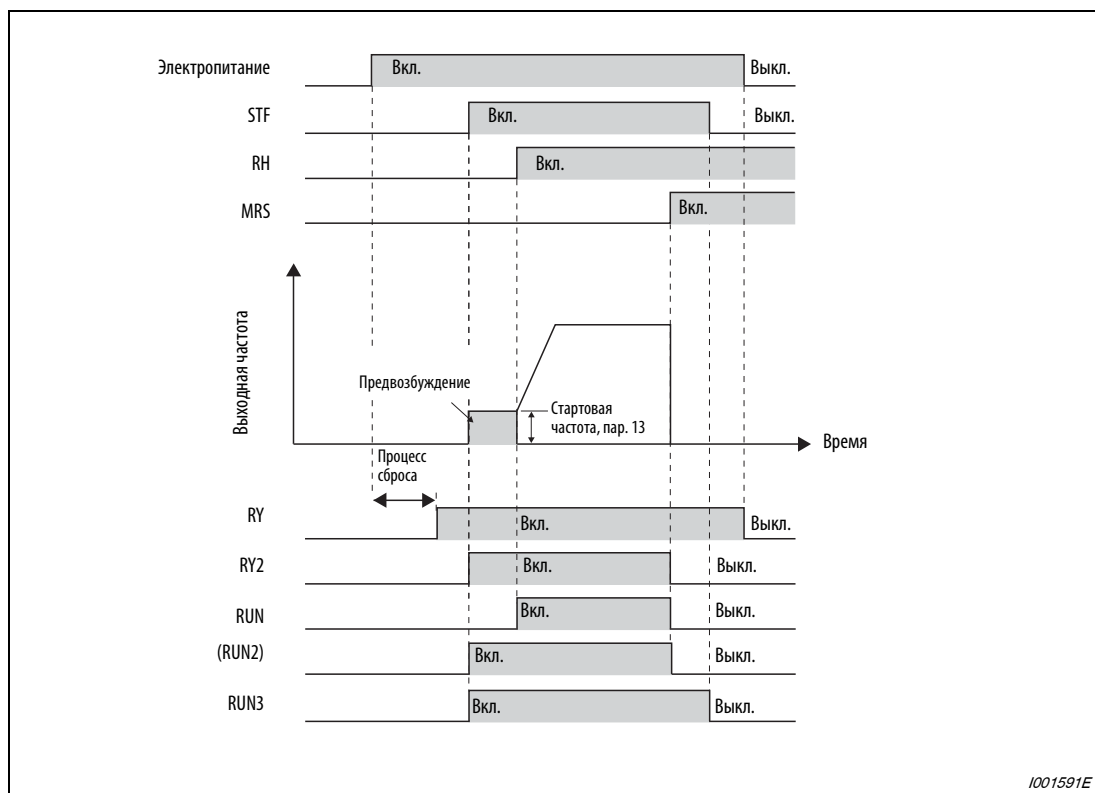 Электропитание Вкл. Выкл.
STF Вкл. Выкл.
RH Вкл.
MRS Вкл.
Выходная частота
Предвозбуждение
Стартовая
частота, пар. 13
Время
Процесс
сброса
RY Вкл. Выкл.
RY2 Вкл. Выкл.
RUN Вкл. Выкл.
(RUN2) Вкл. Выкл.
RUN3 Вкл. Выкл.
I001591E